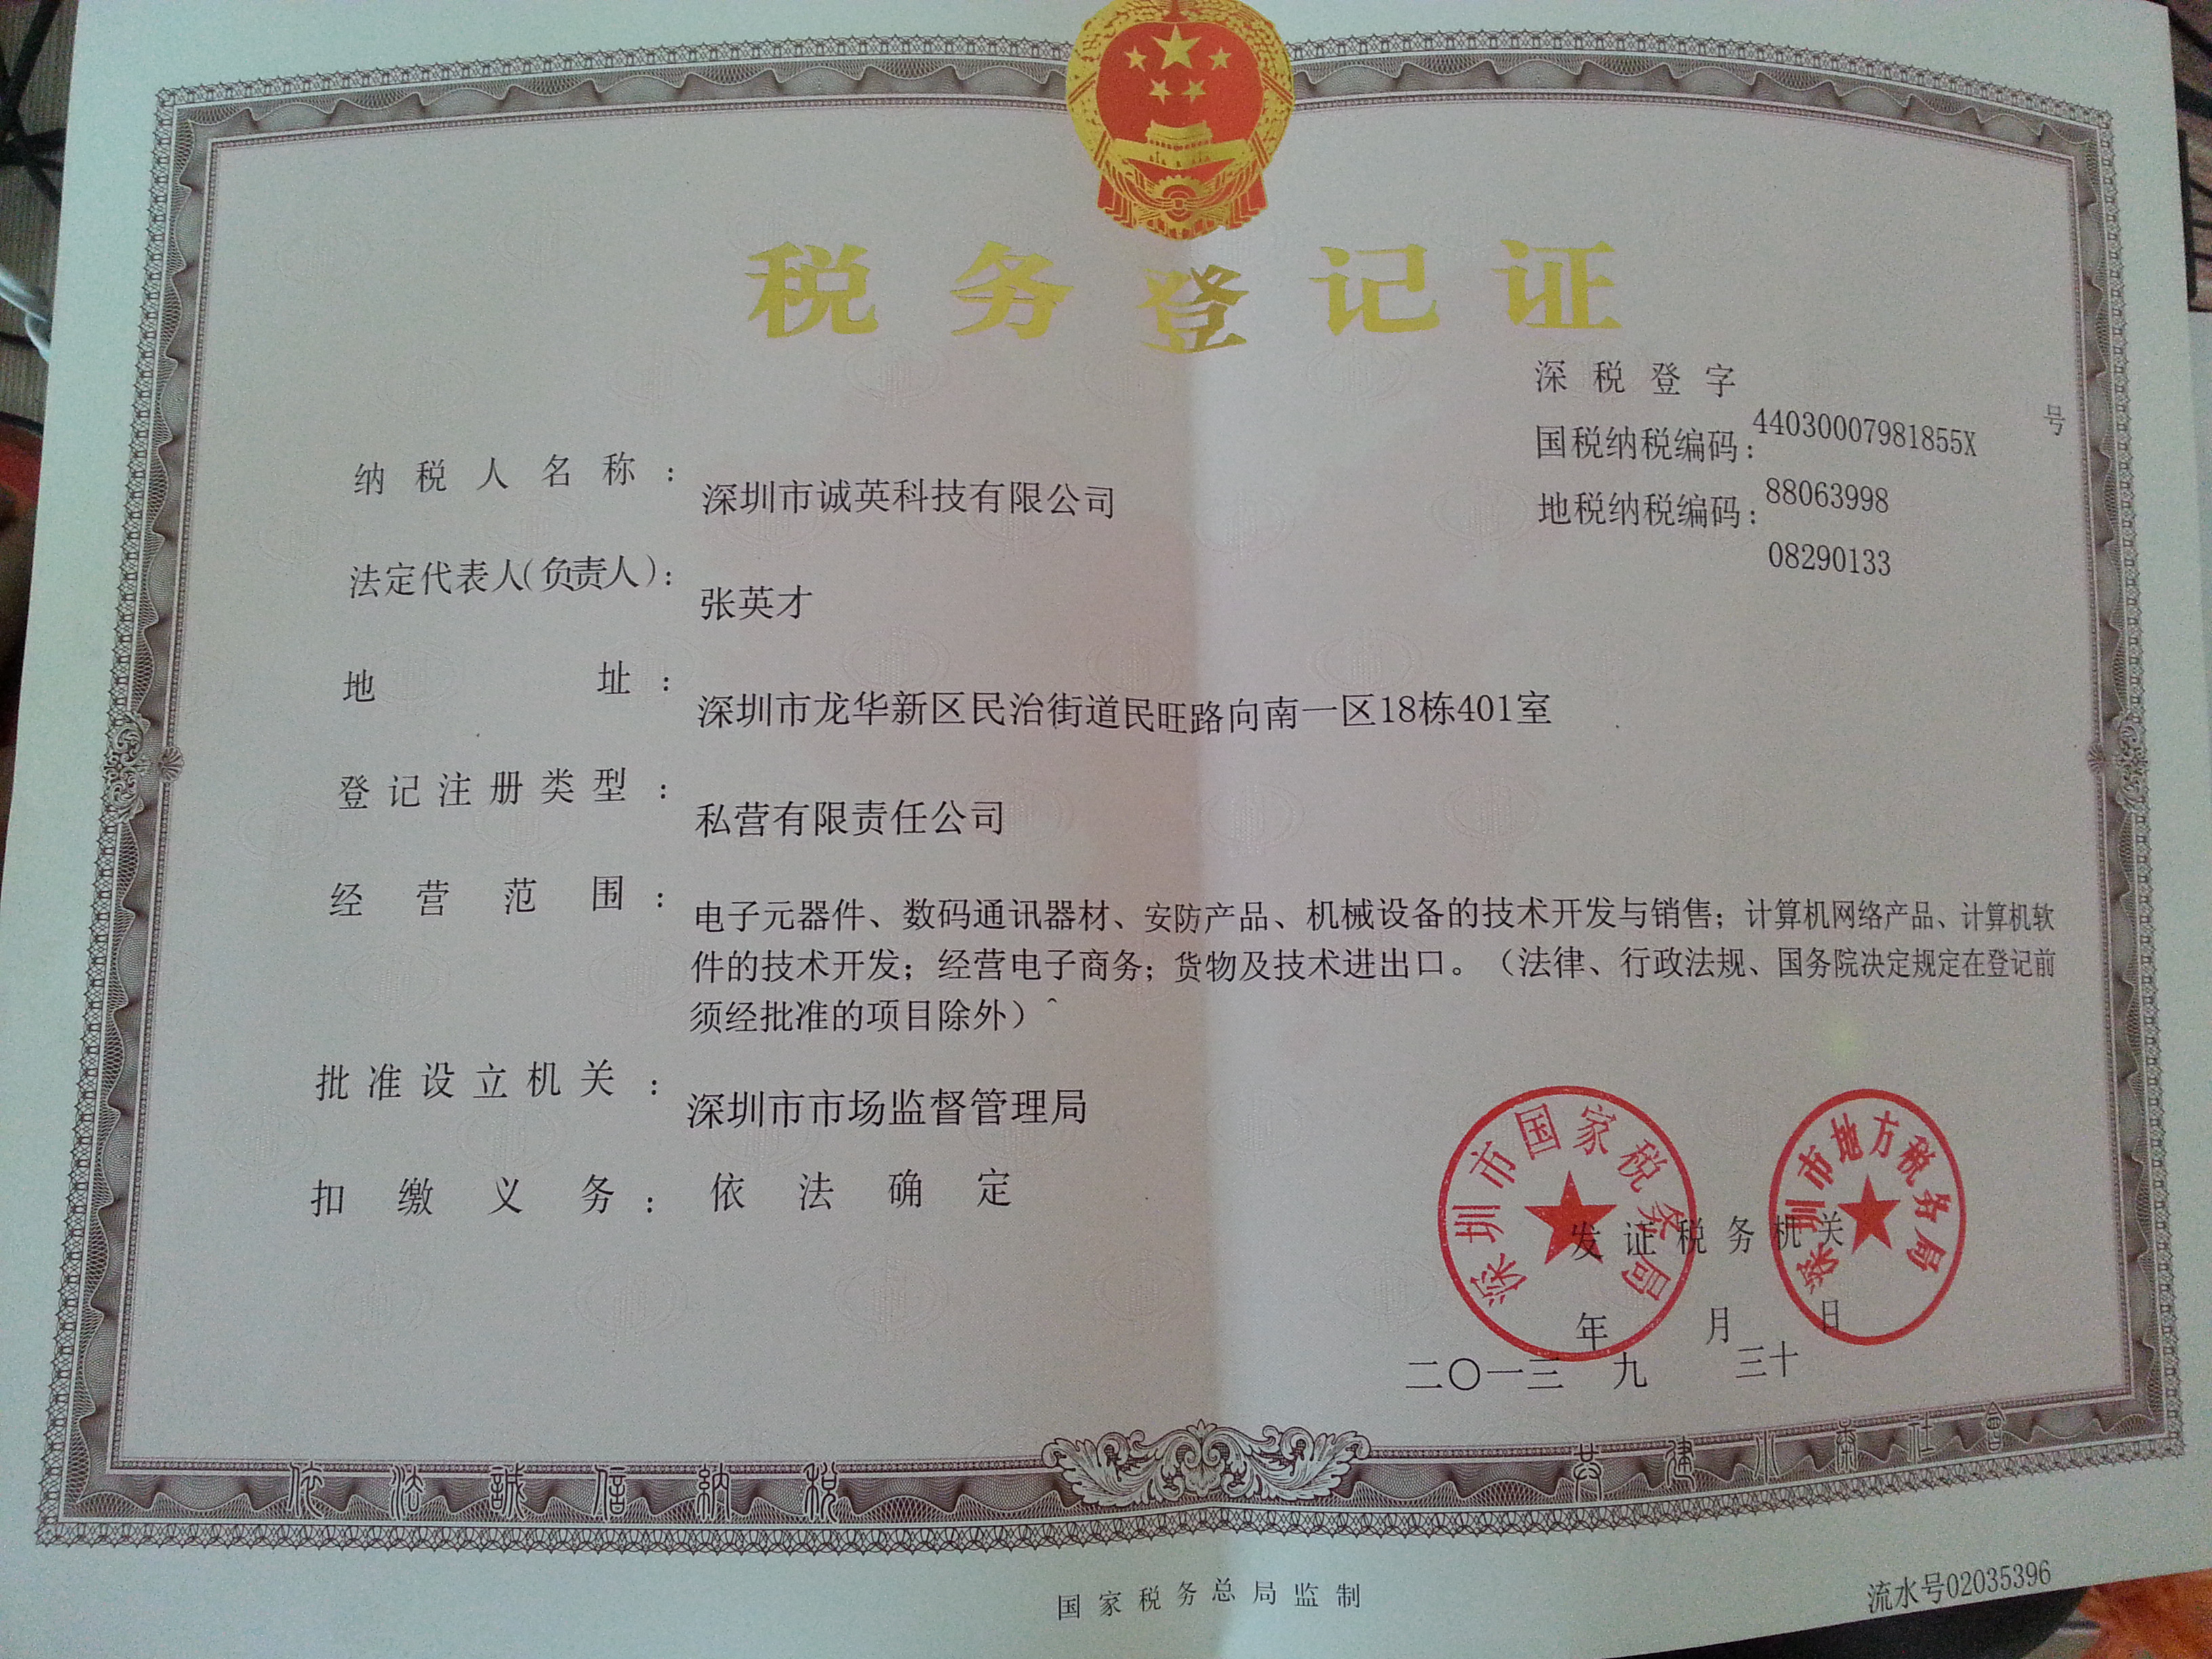 税务登记证
深税登字 44030007981855X 号
国税纳税编码：88063998
地税纳税编码：08290133
纳税人名称：深圳市诚英科技有限公司
法定代表人(负责人)：张英才
地址：深圳市龙华新区民治街道民旺路向南一区18栋401室
登记注册类型：私营有限责任公司
经营范围：电子元器件、数码通讯器材、安防产品、机械设备的技术开发与销售；计算机网络产品、计算机软
件的技术开发；经营电子商务；货物及技术进出口。（法律、行政法规、国务院决定规定在登记前
须经批准的项目除外）^
批准设立机关：深圳市市场监督管理局
扣缴义务：依法确定
深圳市国家税务局
深圳市地方税务局
发证税务机关
年 月 日
二〇一三 九 三十
依法誠信納税
共建小康社會
国家税务总局监制
流水号02035396